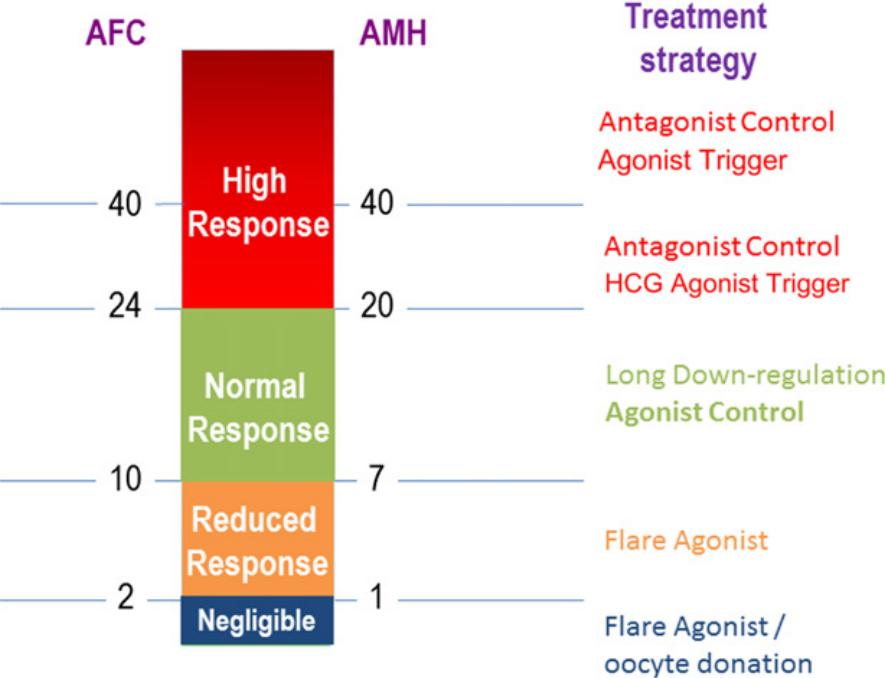 AFC
AMH
Treatment
strategy
Antagonist Control
Agonist Trigger
High
Response
40
40
Antagonist Control
HCG Agonist Trigger
24
20
Normal
Response
Long Down-regulation
Agonist Control
10
7
Reduced
Response
Flare Agonist
2
1
Negligible
Flare Agonist /
oocyte donation